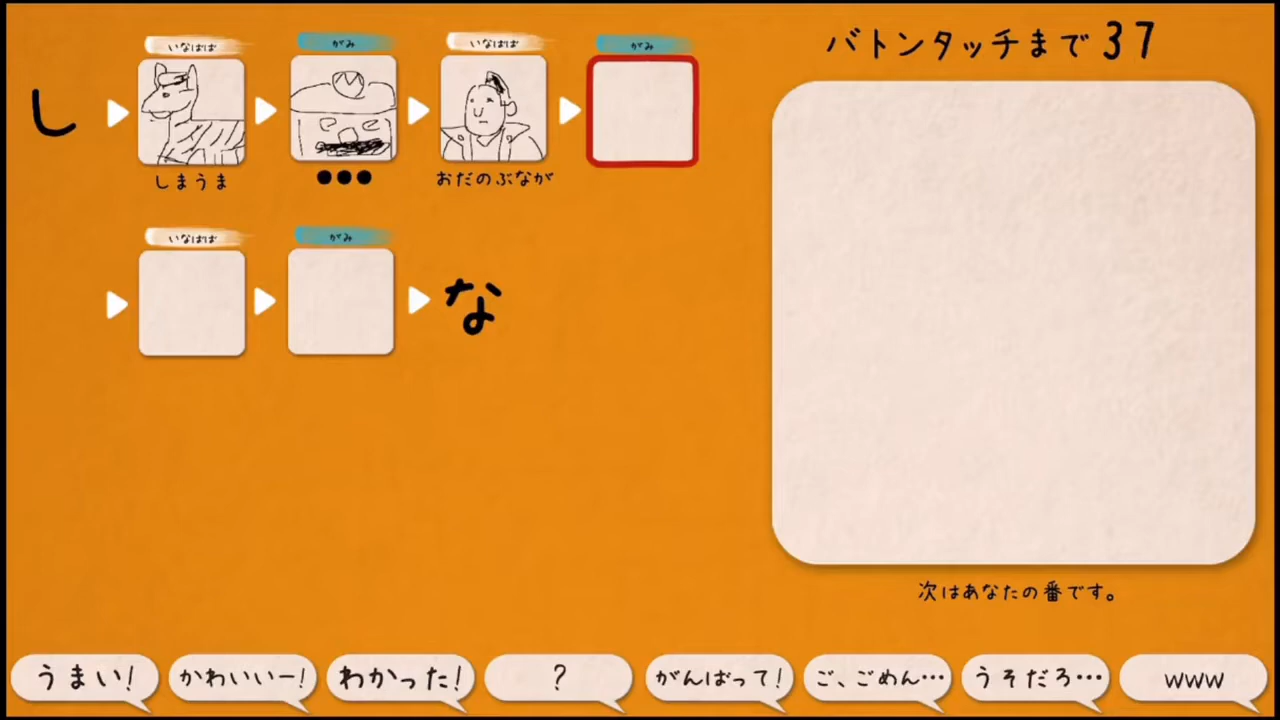 バトンタッチまで 37
いなばば
がみ
いなばば
がみ
し
しまうま
●●●
おだのぶなが
いなばば
がみ
な
次はあなたの番です。
うまい!
かわいいー!
わかった!
?
がんばって!
ご、ごめん…
うそだろ…
www